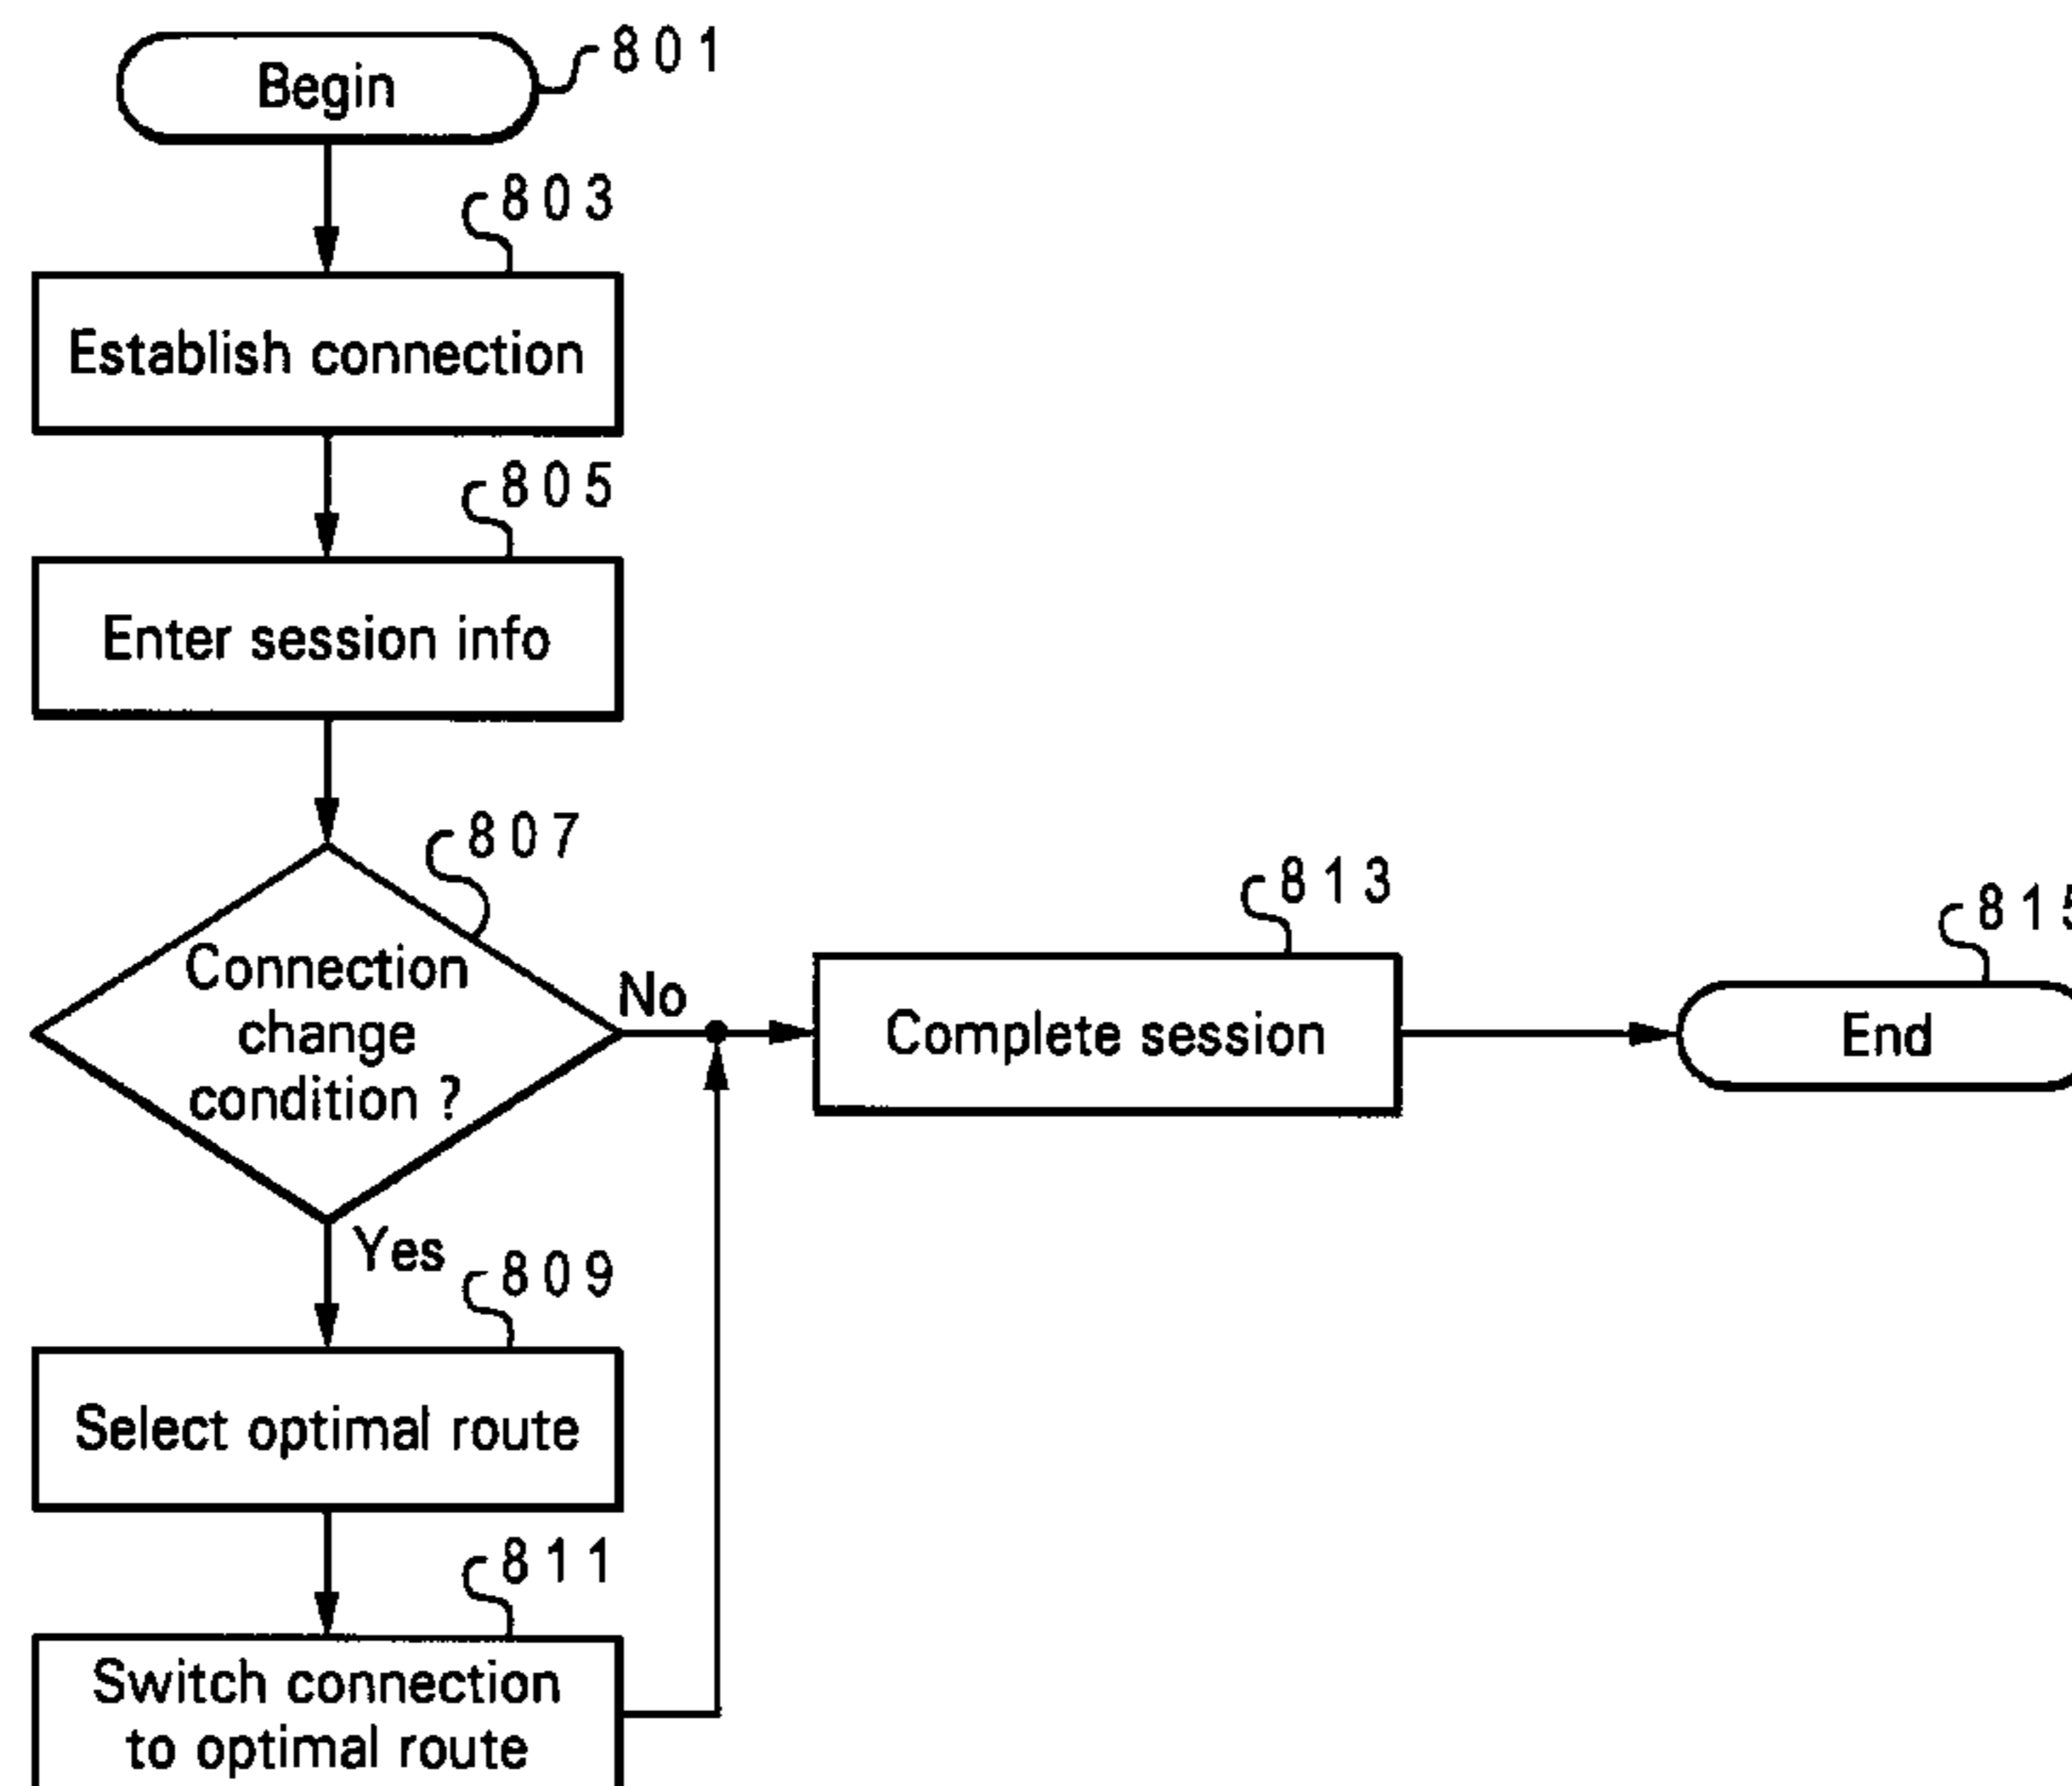 Begin
801
803
Establish connection
805
Enter session info
807
Connection
change
condition ?
No
Yes
813
Complete session
815
End
809
Select optimal route
811
Switch connection
to optimal route